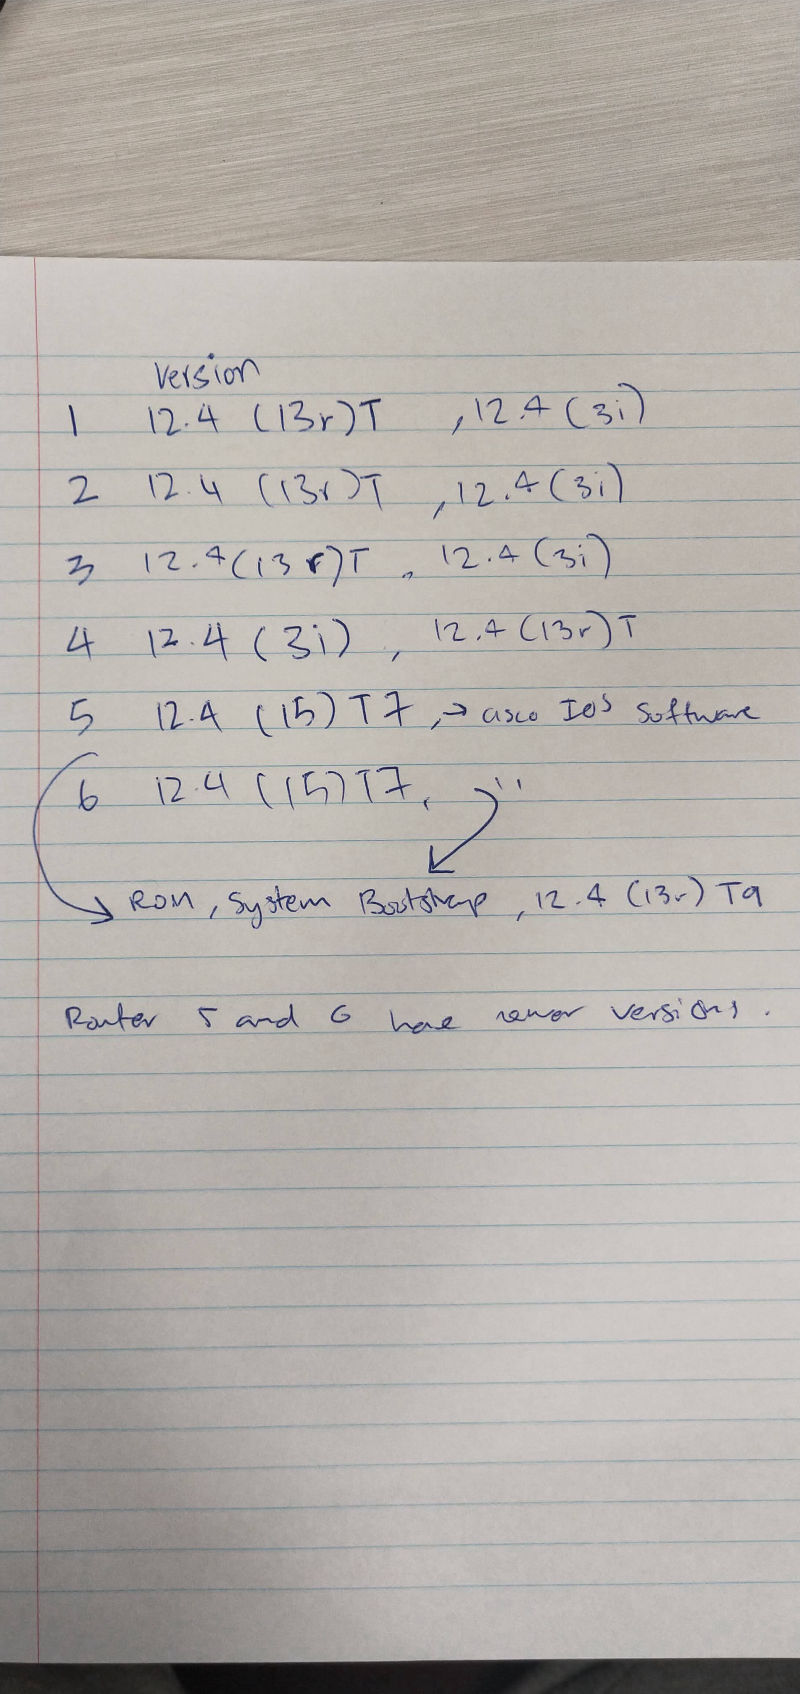 Version
1 12.4 (13r)T , 12.4 (3i)
2 12.4 (13r)T , 12.4 (3i)
3 12.4 (13r)T , 12.4 (3i)
4 12.4 (3i) , 12.4 (13r)T
5 12.4 (15) T7, → cisco IOS Software
6 12.4 (15) T7, ''
ROM, System Bootstrap, 12.4 (13r) T9
Router 5 and 6 have newer versions.